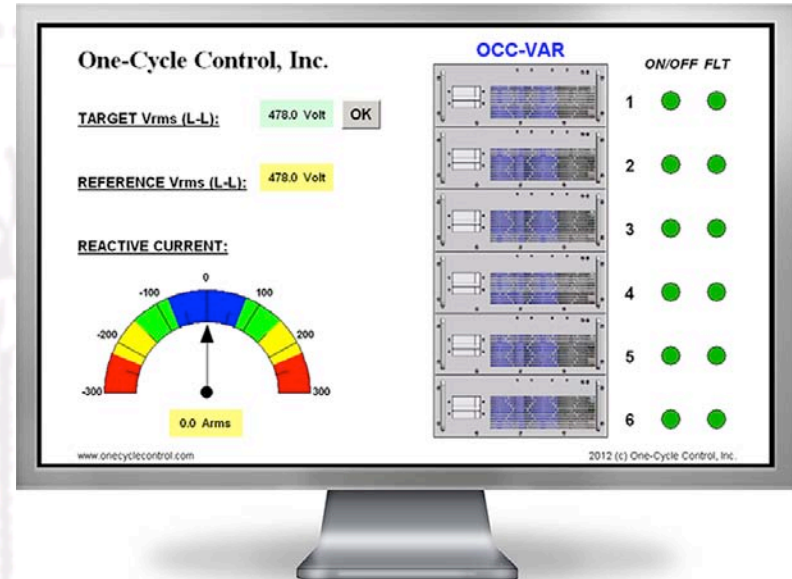 One-Cycle Control, Inc.
TARGET Vrms (L-L): 478.0 Volt OK
REFERENCE Vrms (L-L): 478.0 Volt
REACTIVE CURRENT:
-300 -200 -100 0 100 200 300
0.0 Arms
www.onecyclecontrol.com
OCC-VAR
ON/OFF FLT
1
2
3
4
5
6
2012 (c) One-Cycle Control, Inc.